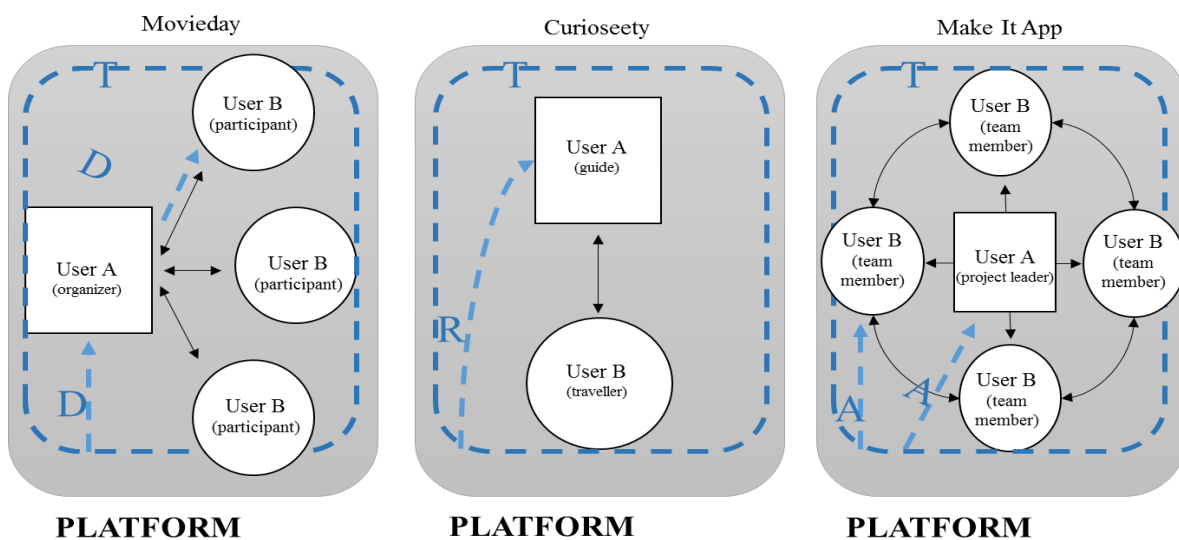 Movieday
T
User B
(participant)
D
User A
(organizer)
User B
(participant)
D
User B
(participant)
PLATFORM
Curioseety
T
User A
(guide)
R
User B
(traveller)
PLATFORM
Make It App
T
User B
(team
member)
User B
(team
member)
User A
(project leader)
User B
(team
member)
A
A
User B
(team
member)
PLATFORM